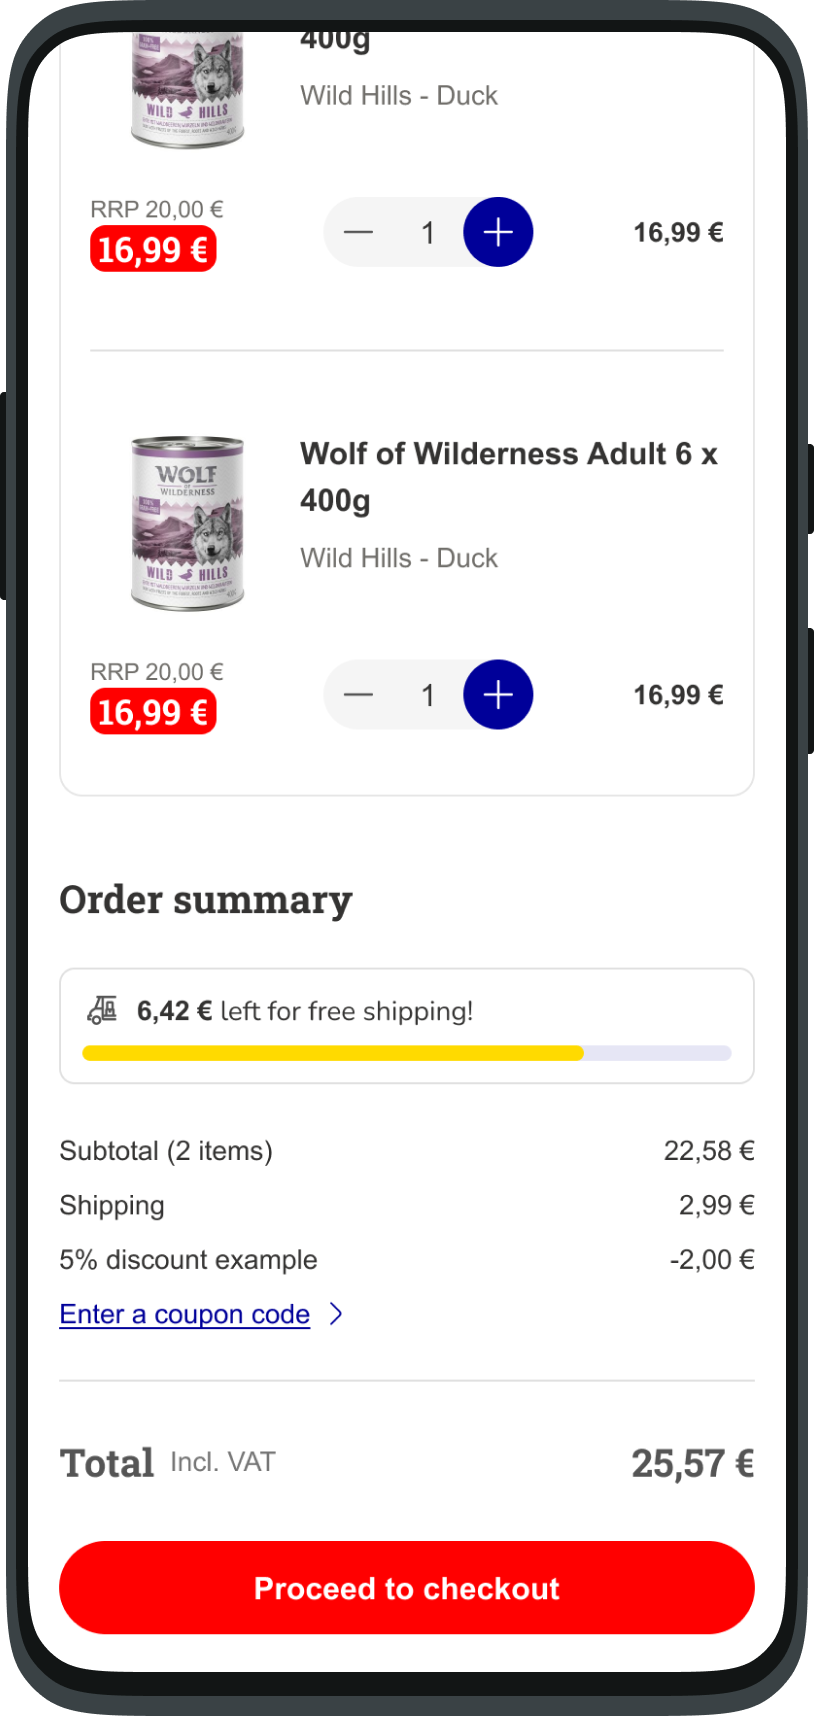 400g
Wild Hills - Duck
WILD HILLS
RRP 20,00 €
16,99 €
1
16,99 €
Wolf of Wilderness Adult 6 x
400g
Wild Hills - Duck
WOLF
OF
WILDERNESS
WILD HILLS
RRP 20,00 €
16,99 €
1
16,99 €
Order summary
6,42 € left for free shipping!
Subtotal (2 items) 22,58 €
Shipping 2,99 €
5% discount example -2,00 €
Enter a coupon code
Total Incl. VAT 25,57 €
Proceed to checkout